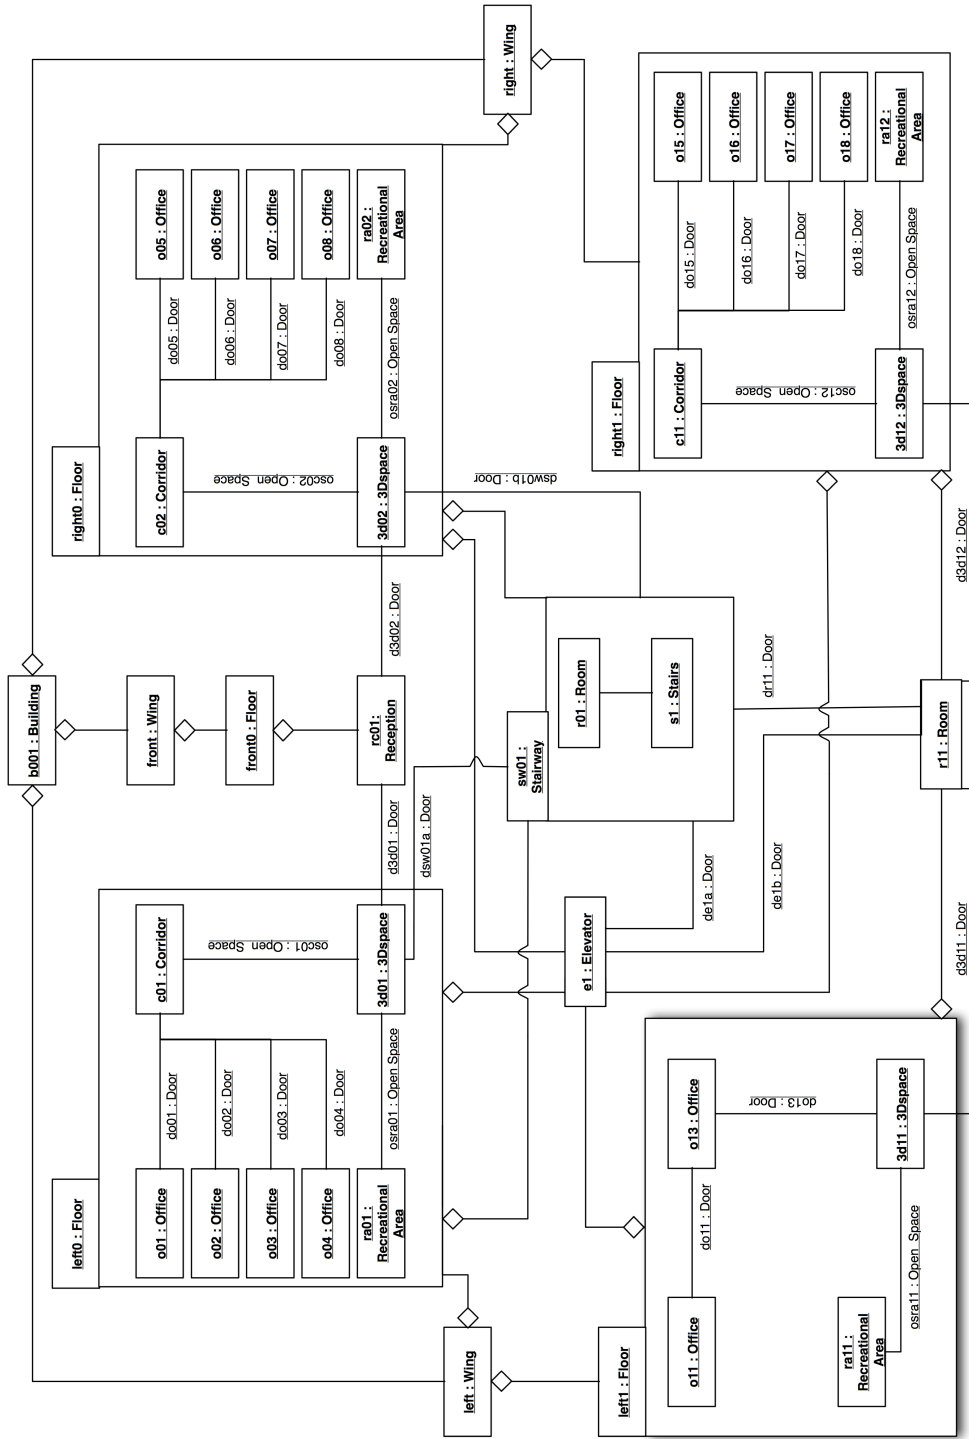 b001 : Building
left0 : Floor
right0 : Floor
front : Wing
o01 : Office
c01 : Corridor
c02 : Corridor
o05 : Office
do01 : Door
do05 : Door
o02 : Office
o06 : Office
do02 : Door
do06 : Door
osc01 : Open Space
osc02 : Open Space
front0 : Floor
o03 : Office
o07 : Office
do03 : Door
do07 : Door
o04 : Office
o08 : Office
do04 : Door
do08 : Door
ra01 :
Recreational
Area
3d01 : 3Dspace
rc01:
Reception
3d02 : 3Dspace
ra02 :
Recreational
Area
osra01 : Open Space
d3d01 : Door
d3d02 : Door
osra02 : Open Space
dsw01a : Door
dsw01b : Door
left : Wing
right : Wing
sw01 :
Stairway
r01 : Room
e1 : Elevator
s1 : Stairs
left1 : Floor
right1 : Floor
de1a : Door
dr11 : Door
de1b : Door
o11 : Office
do11 : Door
o13 : Office
c11 : Corridor
do15 : Door
o15 : Office
do16 : Door
o16 : Office
do13 : Door
osc12 : Open Space
do17 : Door
o17 : Office
do18 : Door
o18 : Office
ra11 :
Recreational
Area
3d11 : 3Dspace
3d12 : 3Dspace
ra12 :
Recreational
Area
osra11 : Open Space
osra12 : Open Space
r11 : Room
d3d11 : Door
d3d12 : Door